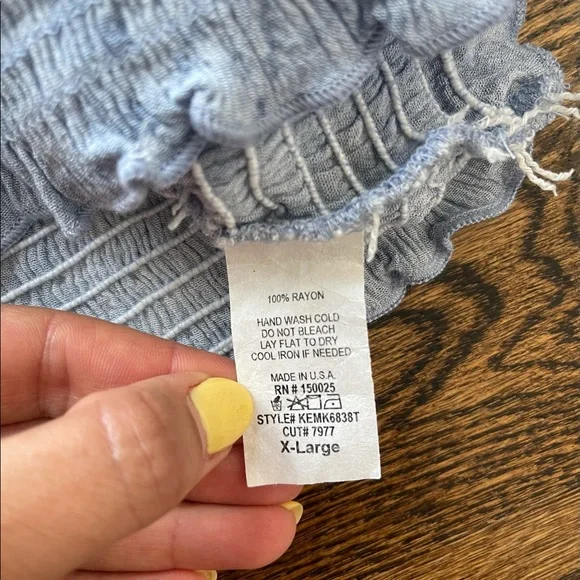 100% RAYON
HAND WASH COLD
DO NOT BLEACH
LAY FLAT TO DRY
COOL IRON IF NEEDED
MADE IN U.S.A.
RN # 150025
STYLE# KEMK6838T
CUT# 7977
X-Large